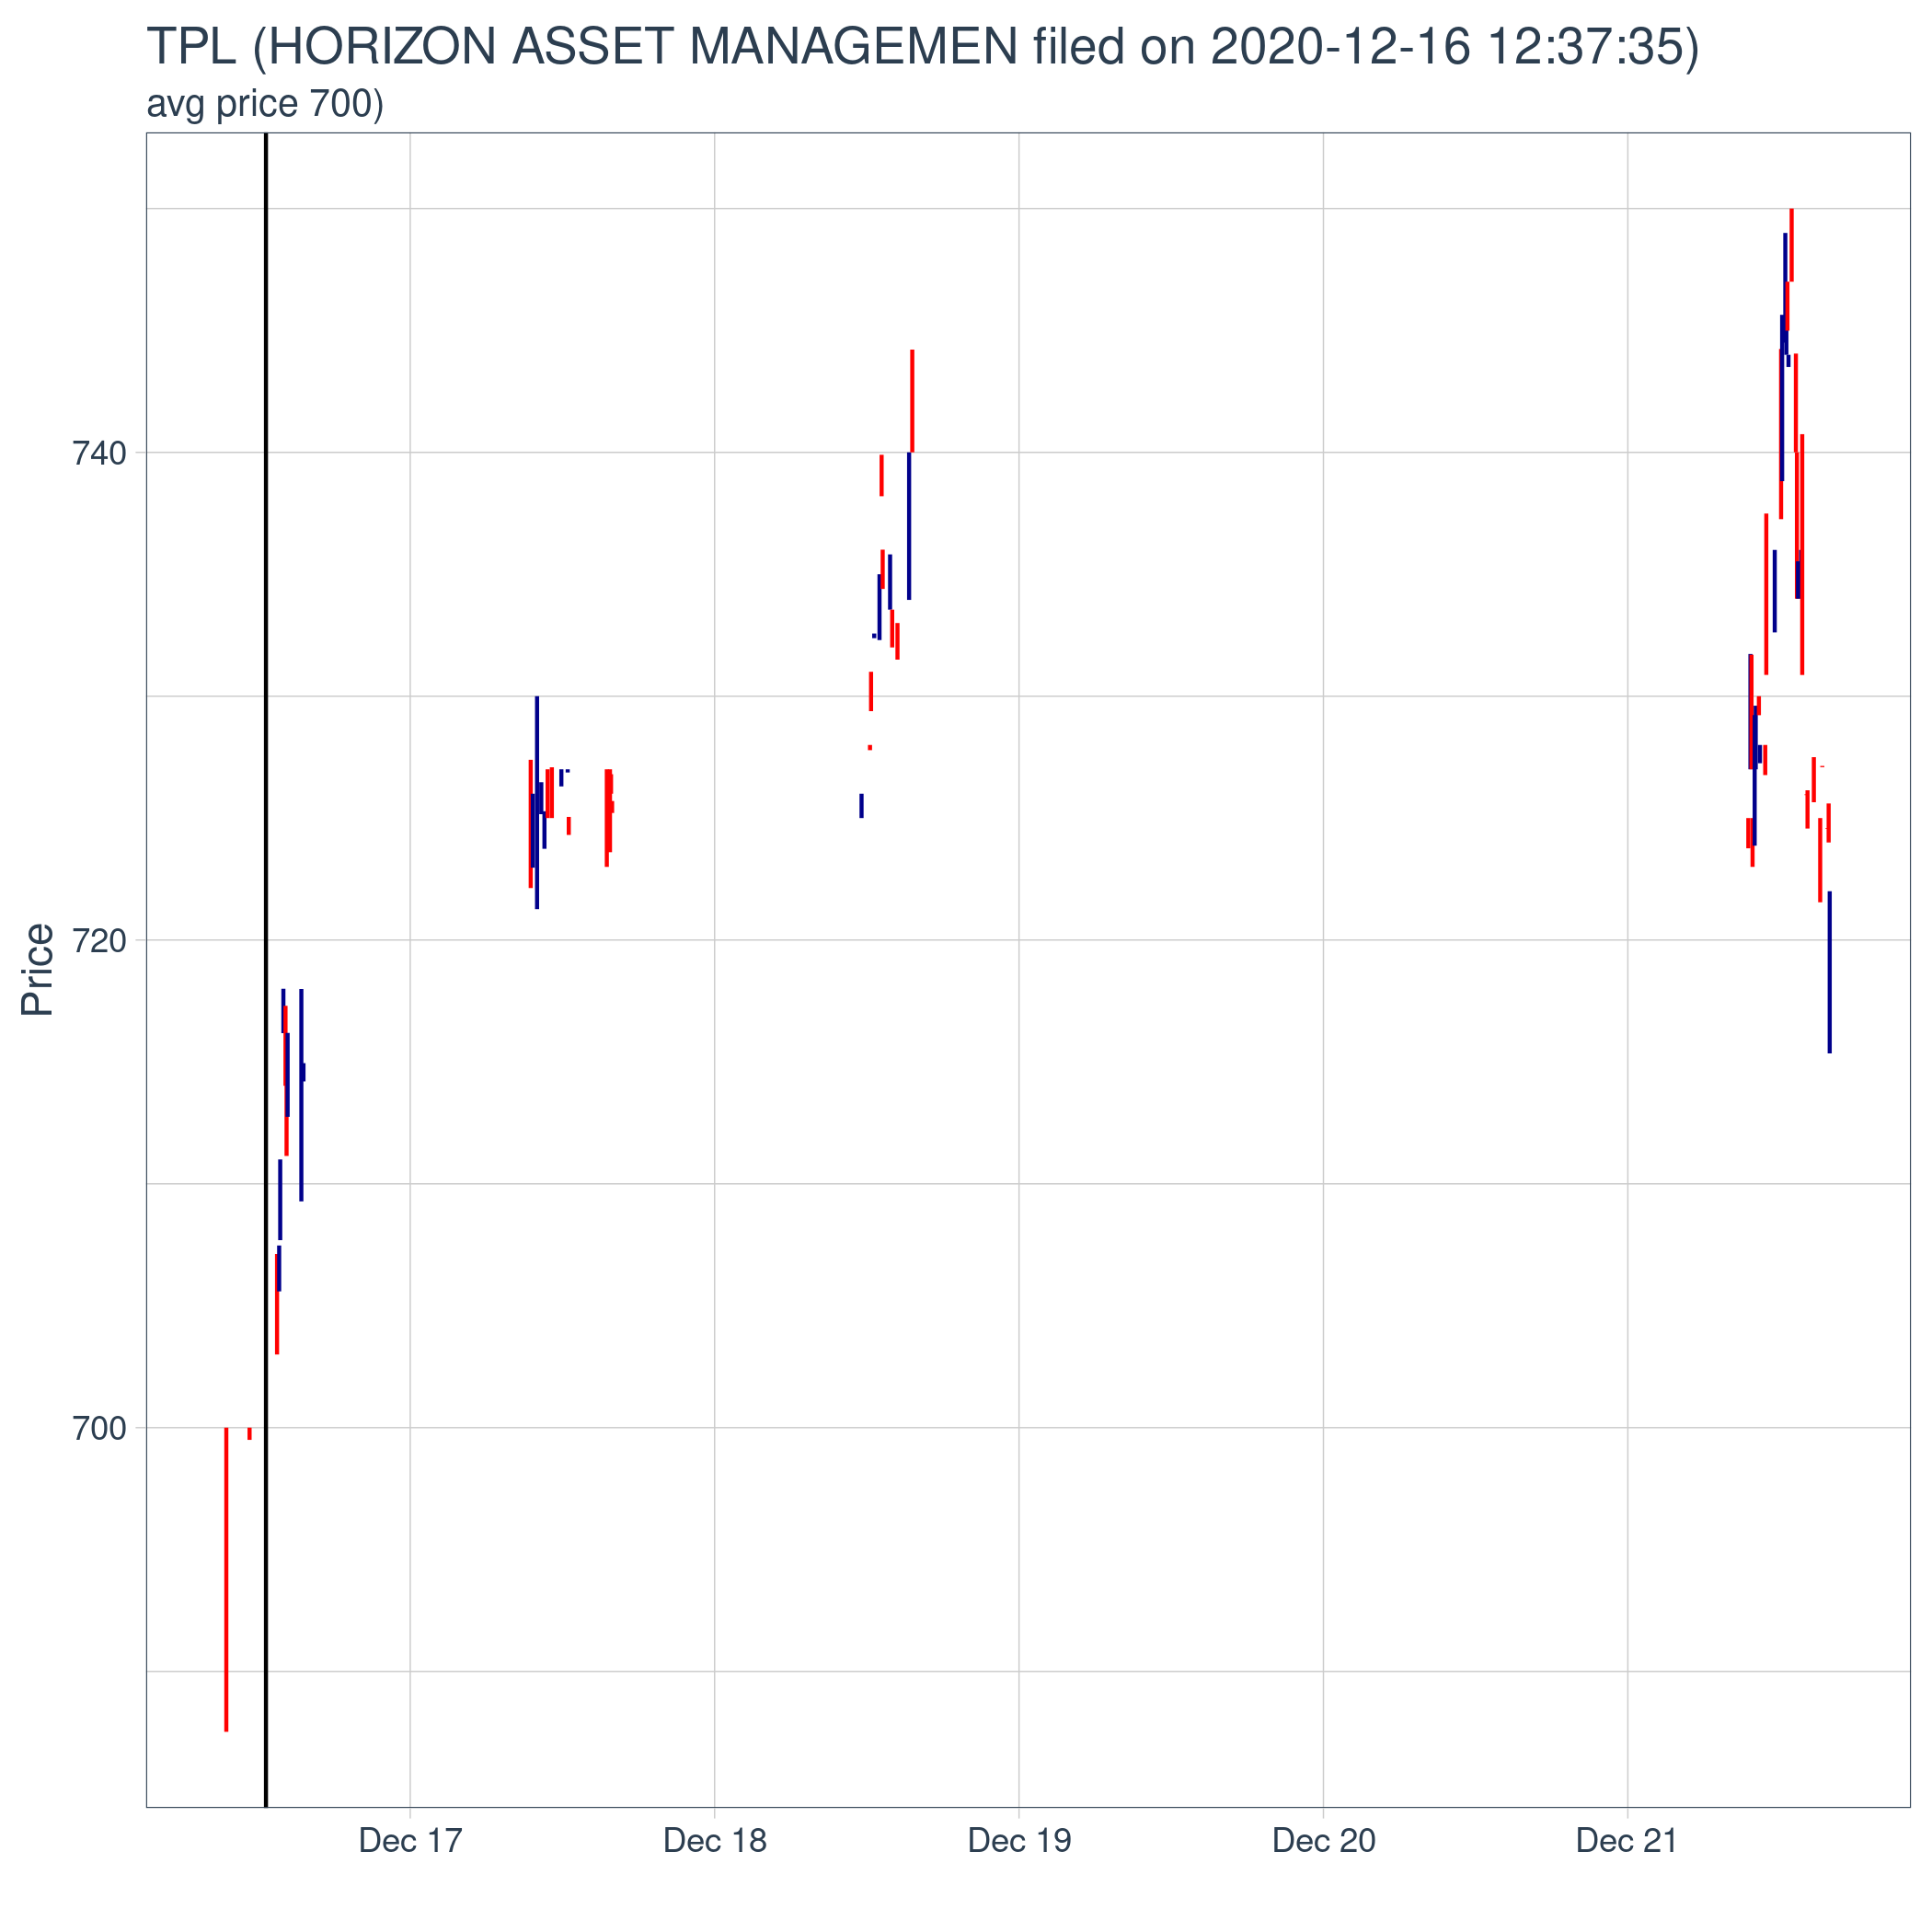 TPL (HORIZON ASSET MANAGEMEN filed on 2020-12-16 12:37:35)
avg price 700)
740
720
700
Price
Dec 17
Dec 18
Dec 19
Dec 20
Dec 21